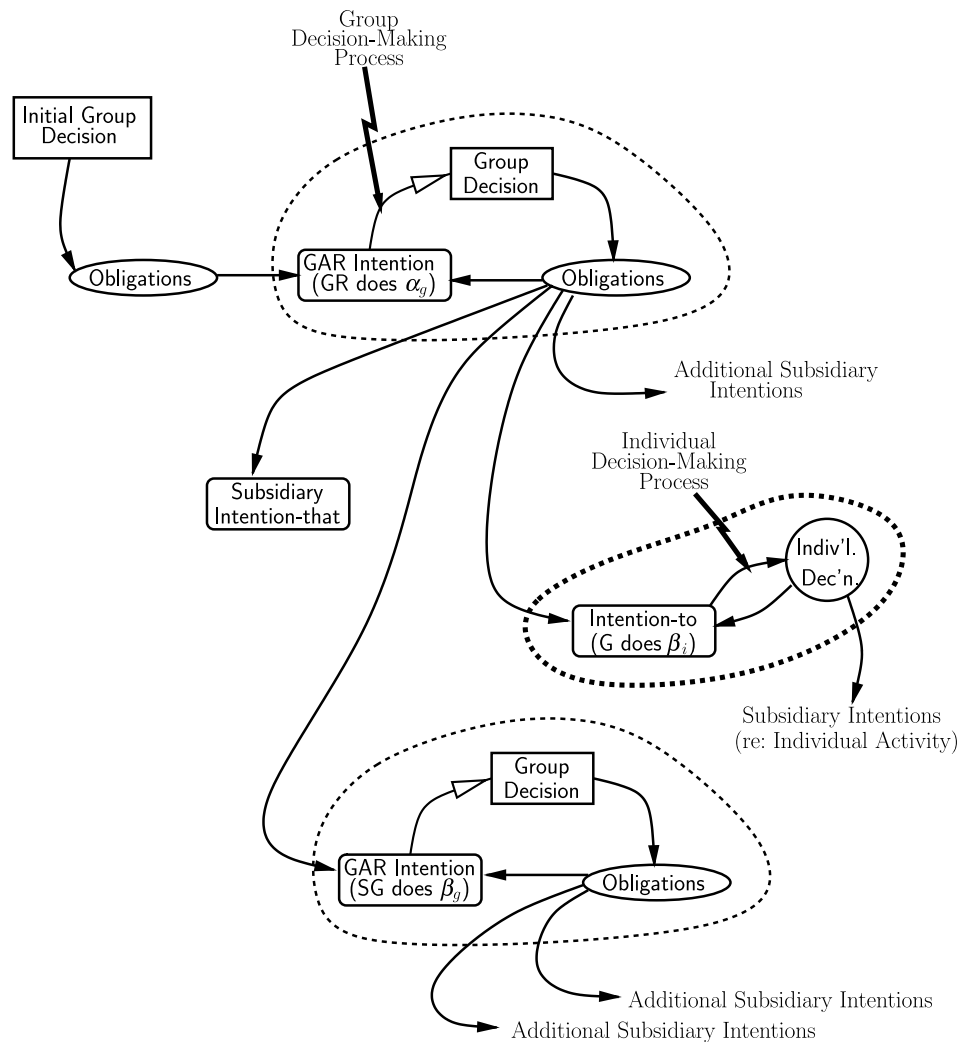 Group
Decision-Making
Process
Initial Group
Decision
Group
Decision
Obligations
GAR Intention
(GR does α_g)
Obligations
Additional Subsidiary
Intentions
Individual
Decision-Making
Process
Subsidiary
Intention-that
Indiv'l.
Dec'n.
Intention-to
(G does β_i)
Subsidiary Intentions
(re: Individual Activity)
Group
Decision
GAR Intention
(SG does β_g)
Obligations
Additional Subsidiary Intentions
Additional Subsidiary Intentions